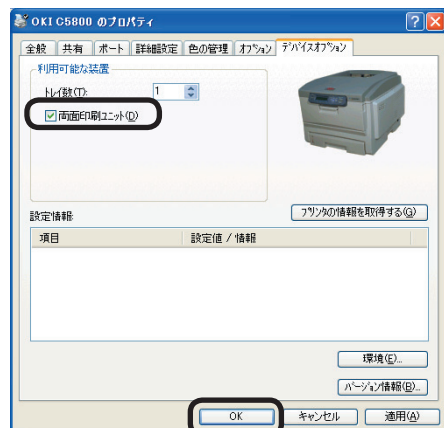 OKI C5800 のプロパティ
全般 共有 ポート 詳細設定 色の管理 オプション デバイスオプション
利用可能な装置
トレイ数(T): 1
両面印刷ユニット(D)
設定情報:
プリンタの情報を取得する(G)
項目 設定値 / 情報
環境(E)...
バージョン情報(B)...
OK キャンセル 適用(A)